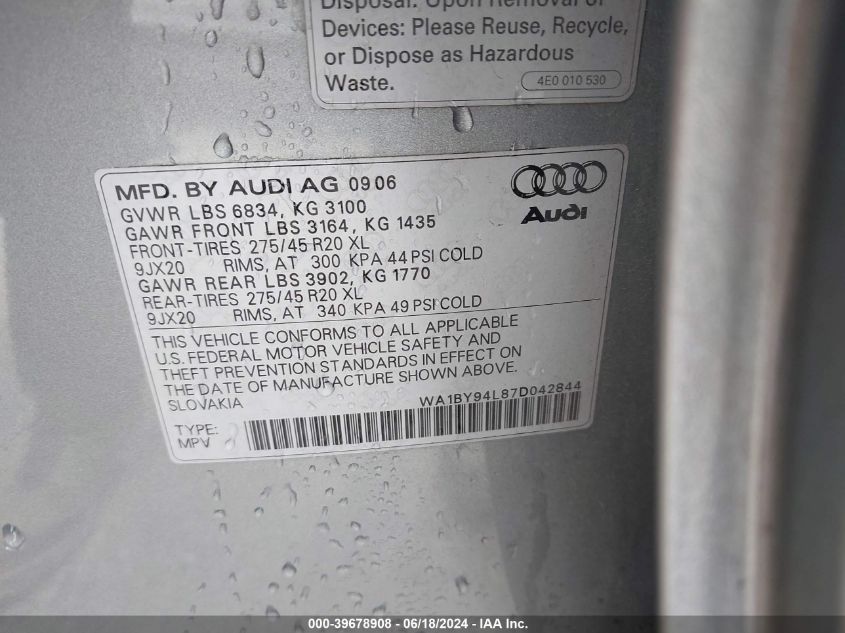 Disposal: Upon Removal of
Devices: Please Reuse, Recycle,
or Dispose as Hazardous
Waste.
4E0 010 530
MFD. BY AUDI AG 0906
GVWR LBS 6834, KG 3100
GAWR FRONT LBS 3164, KG 1435
FRONT-TIRES 275/45 R20 XL
9JX20 RIMS, AT 300 KPA 44 PSI COLD
GAWR REAR LBS 3902, KG 1770
REAR-TIRES 275/45 R20 XL
9JX20 RIMS, AT 340 KPA 49 PSI COLD
Audi
THIS VEHICLE CONFORMS TO ALL APPLICABLE
U.S. FEDERAL MOTOR VEHICLE SAFETY AND
THEFT PREVENTION STANDARDS IN EFFECT ON
THE DATE OF MANUFACTURE SHOWN ABOVE.
SLOVAKIA WA1BY94L87D042844
TYPE:
MPV
000-39678908 - 06/18/2024 - IAA Inc.